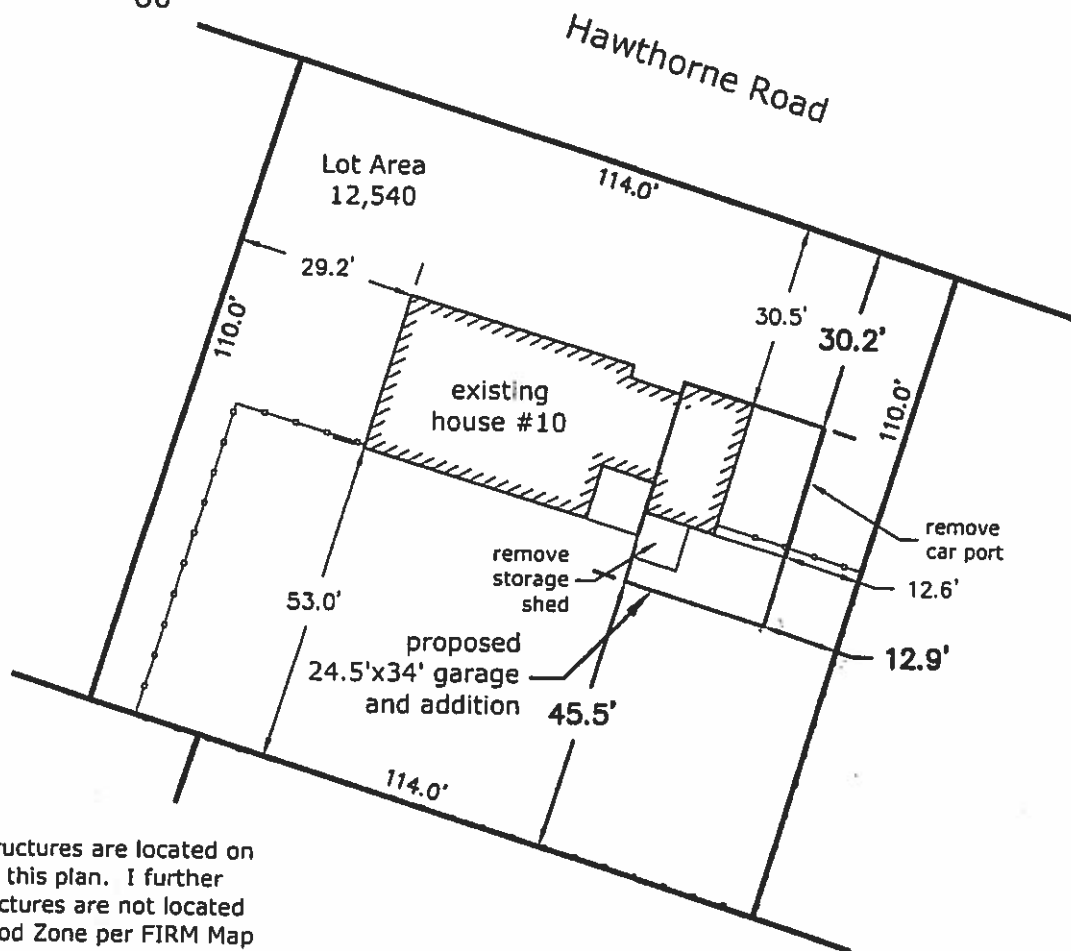 Hawthorne Road
Lot Area
12,540
114.0'
29.2'
110.0'
30.5'
30.2'
110.0'
existing
house #10
remove
car port
remove
storage
shed
12.6'
53.0'
proposed
24.5'x34' garage
and addition
12.9'
45.5'
114.0'
ructures are located on
this plan. I further
ctures are not located
od Zone per FIRM Map